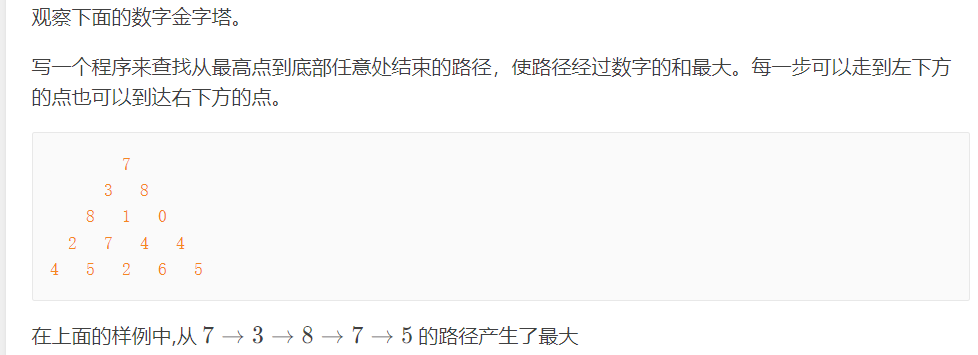 观察下面的数字金字塔。
写一个程序来查找从最高点到底部任意处结束的路径，使路径经过数字的和最大。每一步可以走到左下方
的点也可以到达右下方的点。
7
3 8
8 1 0
2 7 4 4
4 5 2 6 5
在上面的样例中,从 7 → 3 → 8 → 7 → 5 的路径产生了最大